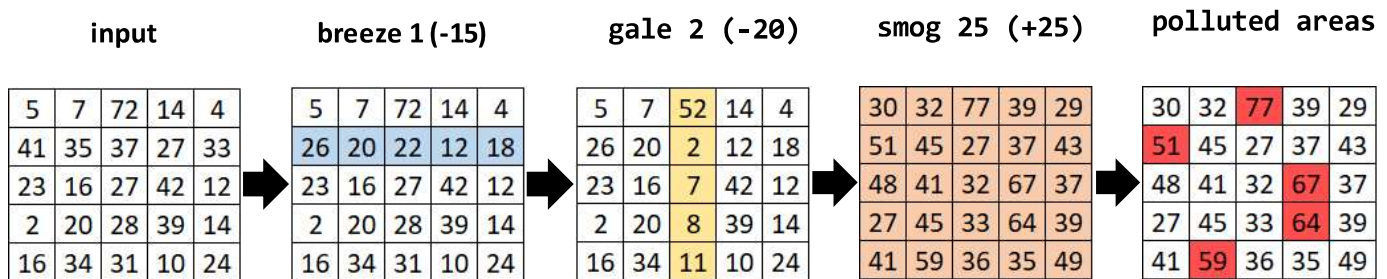 input breeze 1 (-15) gale 2 (-20) smog 25 (+25) polluted areas
5 7 72 14 4 5 7 72 14 4 5 7 52 14 4 30 32 77 39 29 30 32 77 39 29
41 35 37 27 33 26 20 22 12 18 26 20 2 12 18 51 45 27 37 43 51 45 27 37 43
23 16 27 42 12 23 16 27 42 12 23 16 7 42 12 48 41 32 67 37 48 41 32 67 37
2 20 28 39 14 2 20 28 39 14 2 20 8 39 14 27 45 33 64 39 27 45 33 64 39
16 34 31 10 24 16 34 31 10 24 16 34 11 10 24 41 59 36 35 49 41 59 36 35 49